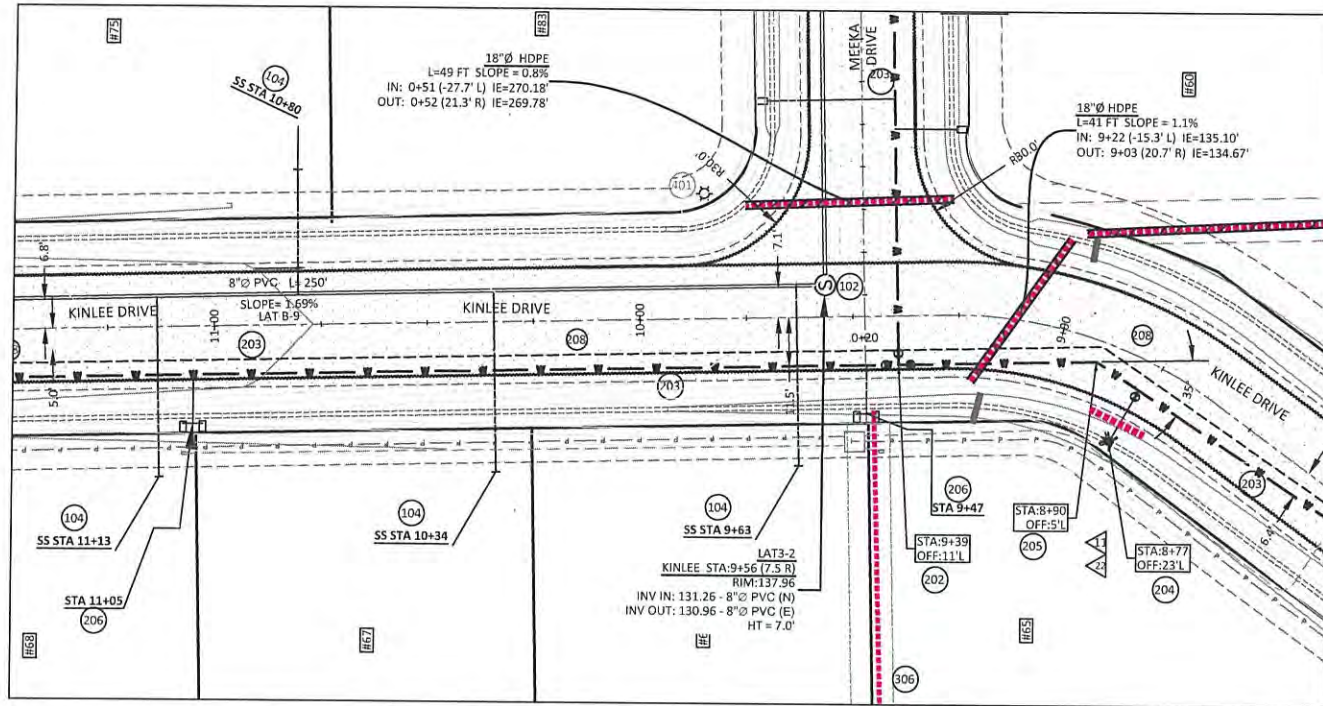 #75
#83
MEEKA
DRIVE
203
#60
104
SS STA 10+80
18"Ø HDPE
L=49 FT SLOPE = 0.8%
IN: 0+51 (-27.7' L) IE=270.18'
OUT: 0+52 (21.3' R) IE=269.78'
18"Ø HDPE
L=41 FT SLOPE = 1.1%
IN: 9+22 (-15.3' L) IE=135.10'
OUT: 9+03 (20.7' R) IE=134.67'
401
R30.0'
R30.0'
6.8'
7.1'
8"Ø PVC L= 250'
SLOPE= 1.69%
LAT B-9
KINLEE DRIVE
KINLEE DRIVE
S
102
11+00
10+00
0+20
9+00
203
208
208
203
5.0'
35'
KINLEE DRIVE
203
6.4'
104
SS STA 11+13
104
SS STA 10+34
104
SS STA 9+63
206
STA 9+47
STA 11+05
206
LAT3-2
KINLEE STA:9+56 (7.5 R)
RIM:137.96
INV IN: 131.26 - 8"Ø PVC (N)
INV OUT: 130.96 - 8"Ø PVC (E)
HT = 7.0'
STA:9+39
OFF:11'L
202
STA:8+90
OFF:5'L
205
11
22
STA:8+77
OFF:23'L
204
#68
#67
#65
306